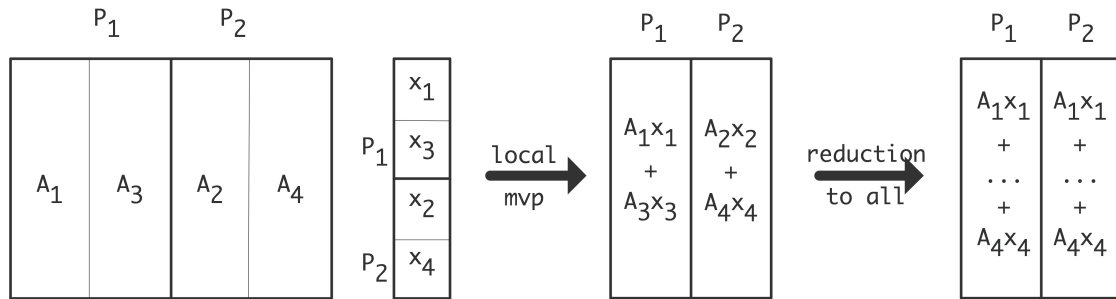 P1 P2
A1 A3 A2 A4
P1
P2
x1
x3
x2
x4
local
mvp
P1 P2
A1x1 A2x2
+ +
A3x3 A4x4
reduction
to all
P1 P2
A1x1 A1x1
+ +
... ...
+ +
A4x4 A4x4